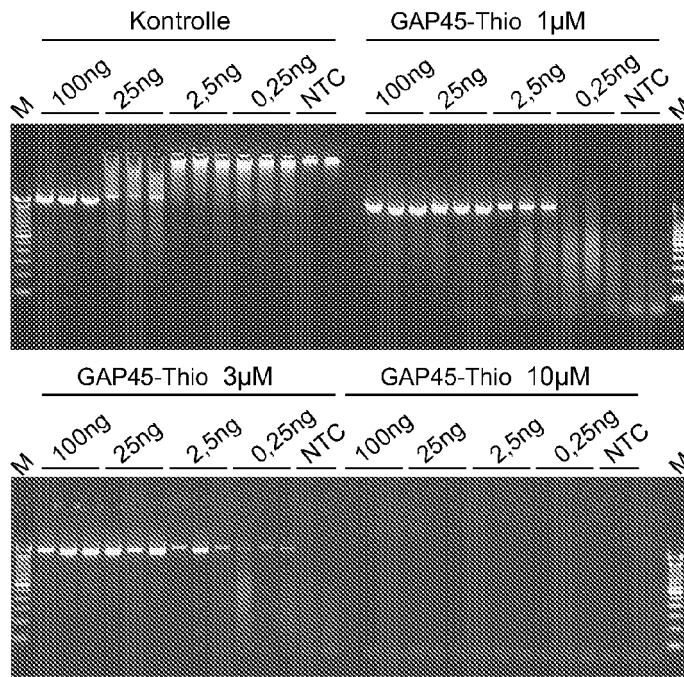 Kontrolle GAP45-Thio 1µM
M 100ng 25ng 2,5ng 0,25ng NTC 100ng 25ng 2,5ng 0,25ng NTC M
GAP45-Thio 3µM GAP45-Thio 10µM
M 100ng 25ng 2,5ng 0,25ng NTC 100ng 25ng 2,5ng 0,25ng NTC M